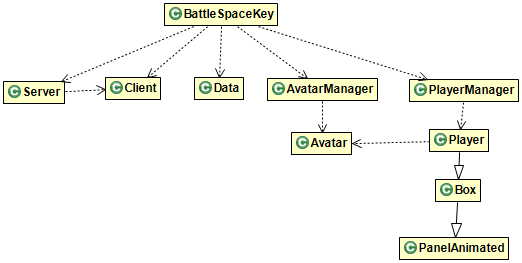 C BattleSpaceKey
C Server
C Client
C Data
C AvatarManager
C PlayerManager
C Avatar
C Player
C Box
C PanelAnimated